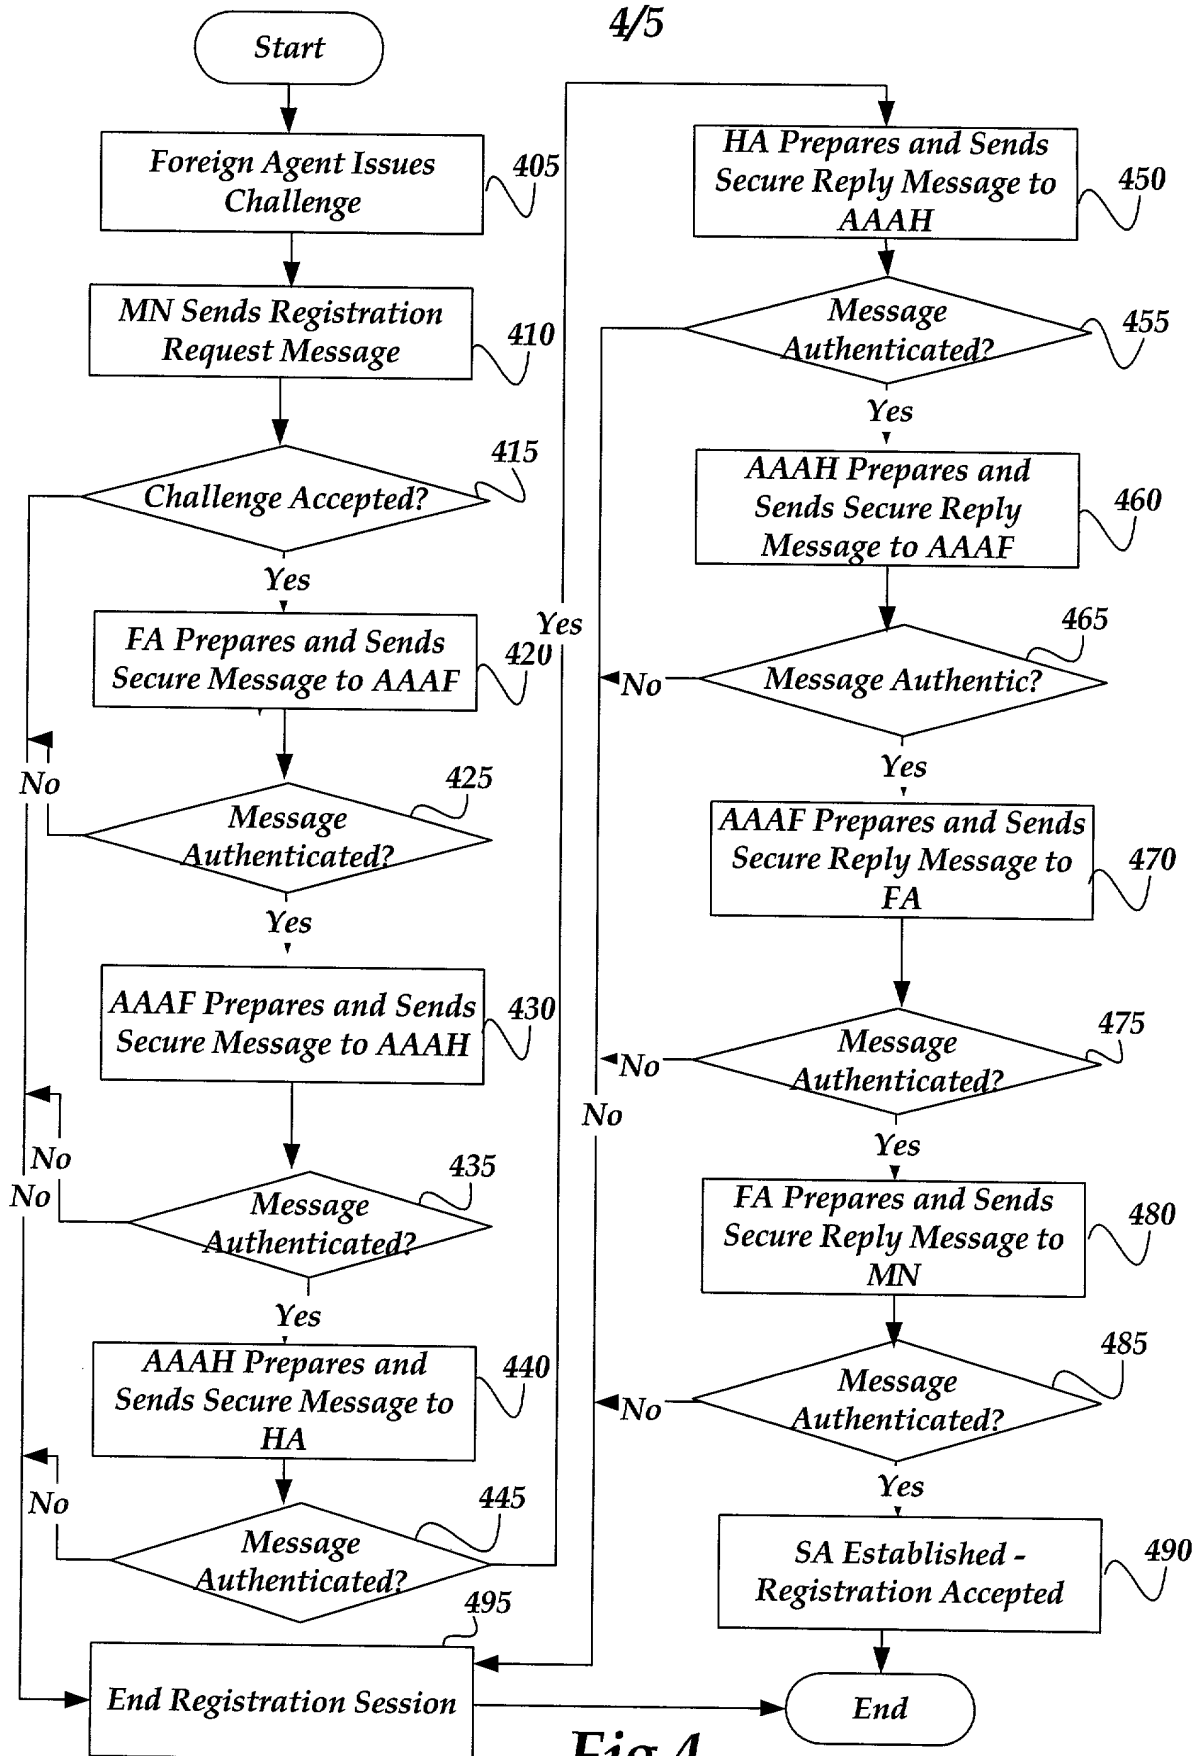 4/5
Start
Foreign Agent Issues
Challenge
405
MN Sends Registration
Request Message
410
Challenge Accepted?
415
Yes
FA Prepares and Sends
Secure Message to AAAF
420
No
Message
Authenticated?
425
Yes
AAAF Prepares and Sends
Secure Message to AAAH
430
No
No
Message
Authenticated?
435
Yes
AAAH Prepares and
Sends Secure Message to
HA
440
No
Message
Authenticated?
445
Yes
End Registration Session
495
HA Prepares and Sends
Secure Reply Message to
AAAH
450
Message
Authenticated?
455
Yes
AAAH Prepares and
Sends Secure Reply
Message to AAAF
460
Message Authentic?
465
No
Yes
AAAF Prepares and Sends
Secure Reply Message to
FA
470
Message
Authenticated?
475
No
No
Yes
FA Prepares and Sends
Secure Reply Message to
MN
480
Message
Authenticated?
485
No
Yes
SA Established -
Registration Accepted
490
End
Fig 4